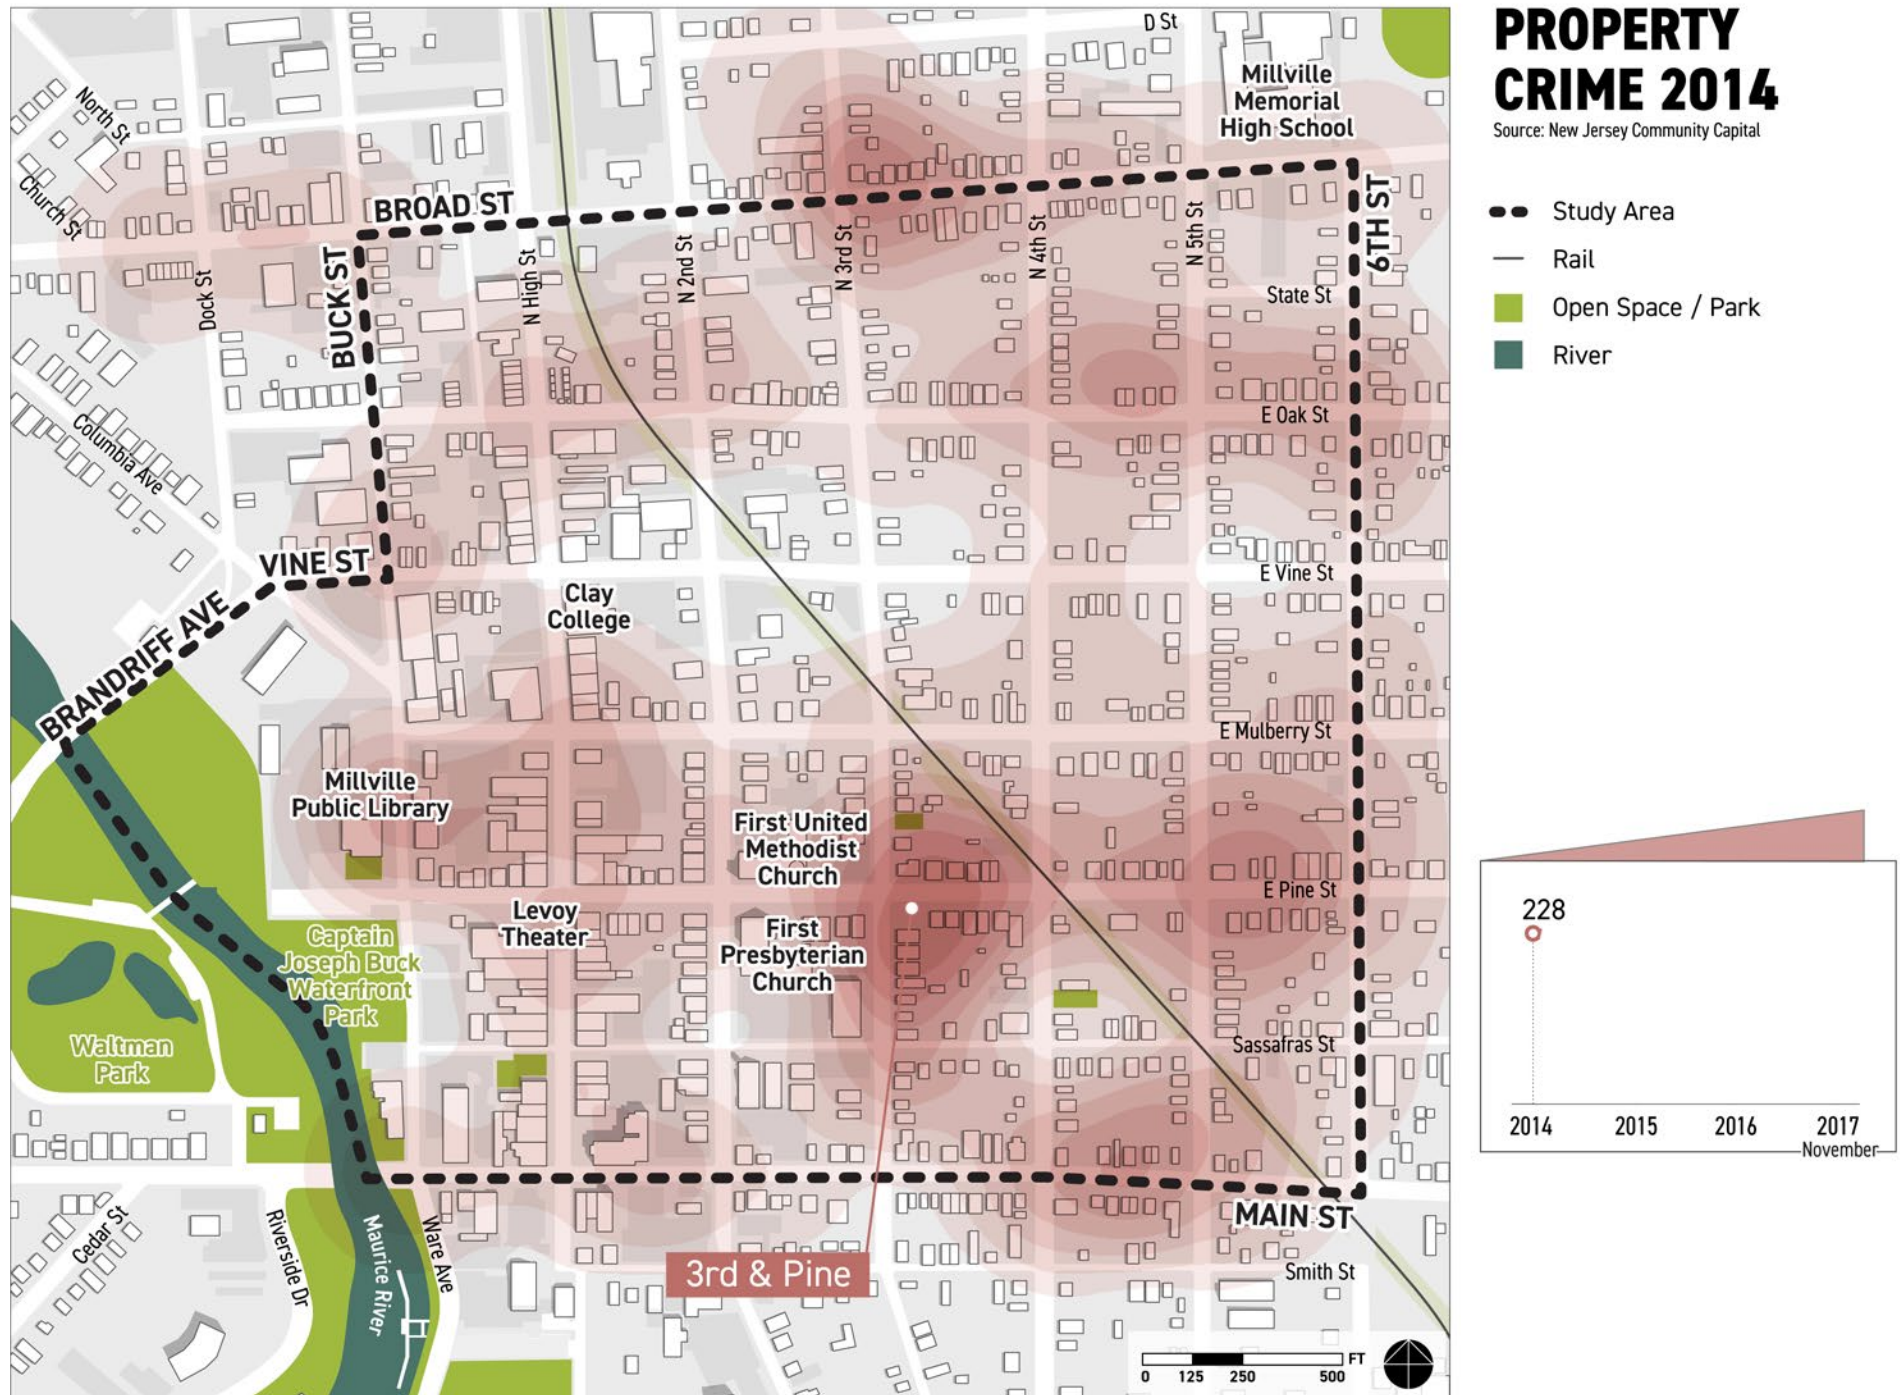 PROPERTY
CRIME 2014
Source: New Jersey Community Capital
Study Area
Rail
Open Space / Park
River
D St
Millville
Memorial
High School
North St
Church St
BROAD ST
6TH ST
BUCK ST
Dock St
N High St
N 2nd St
N 3rd St
N 4th St
N 5th St
State St
E Oak St
Columbia Ave
VINE ST
E Vine St
Clay
College
BRANDRIFF AVE
E Mulberry St
Millville
Public Library
First United
Methodist
Church
E Pine St
Levoy
Theater
First
Presbyterian
Church
Captain
Joseph Buck
Waterfront
Park
Waltman
Park
Sassafras St
MAIN ST
Cedar St
Riverside Dr
Maurice River
Ware Ave
3rd & Pine
Smith St
FT
0 125 250 500
228
2014 2015 2016 2017
November